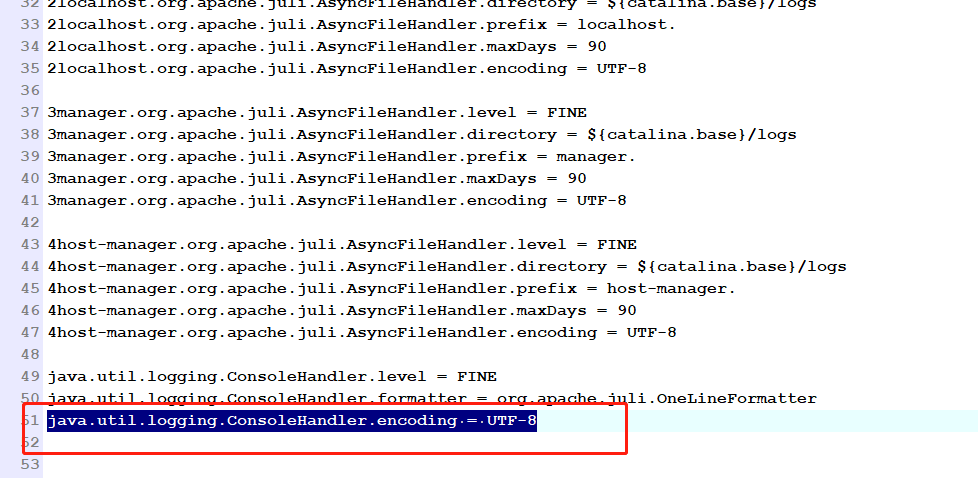 32 2localhost.org.apache.juli.AsyncFileHandler.directory = ${catalina.base}/logs
33 2localhost.org.apache.juli.AsyncFileHandler.prefix = localhost.
34 2localhost.org.apache.juli.AsyncFileHandler.maxDays = 90
35 2localhost.org.apache.juli.AsyncFileHandler.encoding = UTF-8
36
37 3manager.org.apache.juli.AsyncFileHandler.level = FINE
38 3manager.org.apache.juli.AsyncFileHandler.directory = ${catalina.base}/logs
39 3manager.org.apache.juli.AsyncFileHandler.prefix = manager.
40 3manager.org.apache.juli.AsyncFileHandler.maxDays = 90
41 3manager.org.apache.juli.AsyncFileHandler.encoding = UTF-8
42
43 4host-manager.org.apache.juli.AsyncFileHandler.level = FINE
44 4host-manager.org.apache.juli.AsyncFileHandler.directory = ${catalina.base}/logs
45 4host-manager.org.apache.juli.AsyncFileHandler.prefix = host-manager.
46 4host-manager.org.apache.juli.AsyncFileHandler.maxDays = 90
47 4host-manager.org.apache.juli.AsyncFileHandler.encoding = UTF-8
48
49 java.util.logging.ConsoleHandler.level = FINE
50 java.util.logging.ConsoleHandler.formatter = org.apache.juli.OneLineFormatter
51 java.util.logging.ConsoleHandler.encoding = UTF-8
52
53